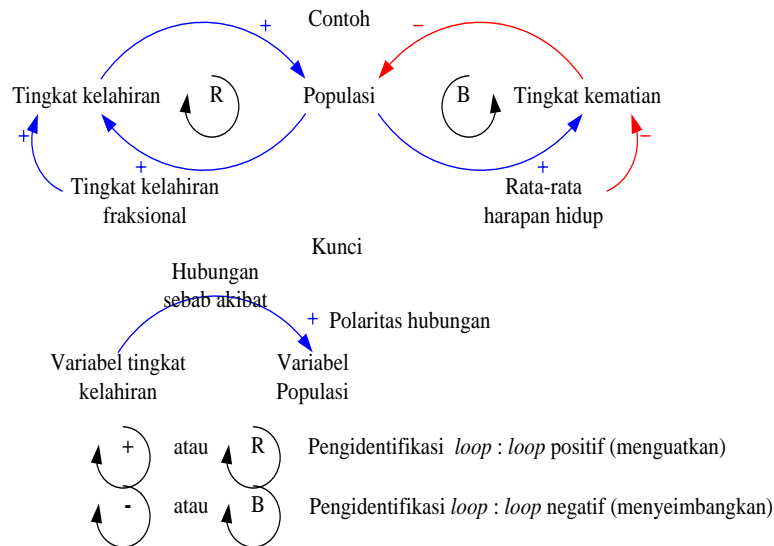 Contoh
+
−
Tingkat kelahiran
R
Populasi
B
Tingkat kematian
+
+
+
−
Tingkat kelahiran
fraksional
Rata-rata
harapan hidup
Kunci
Hubungan
sebab akibat
+ Polaritas hubungan
Variabel tingkat
kelahiran
Variabel
Populasi
+ atau R Pengidentifikasi loop : loop positif (menguatkan)
- atau B Pengidentifikasi loop : loop negatif (menyeimbangkan)